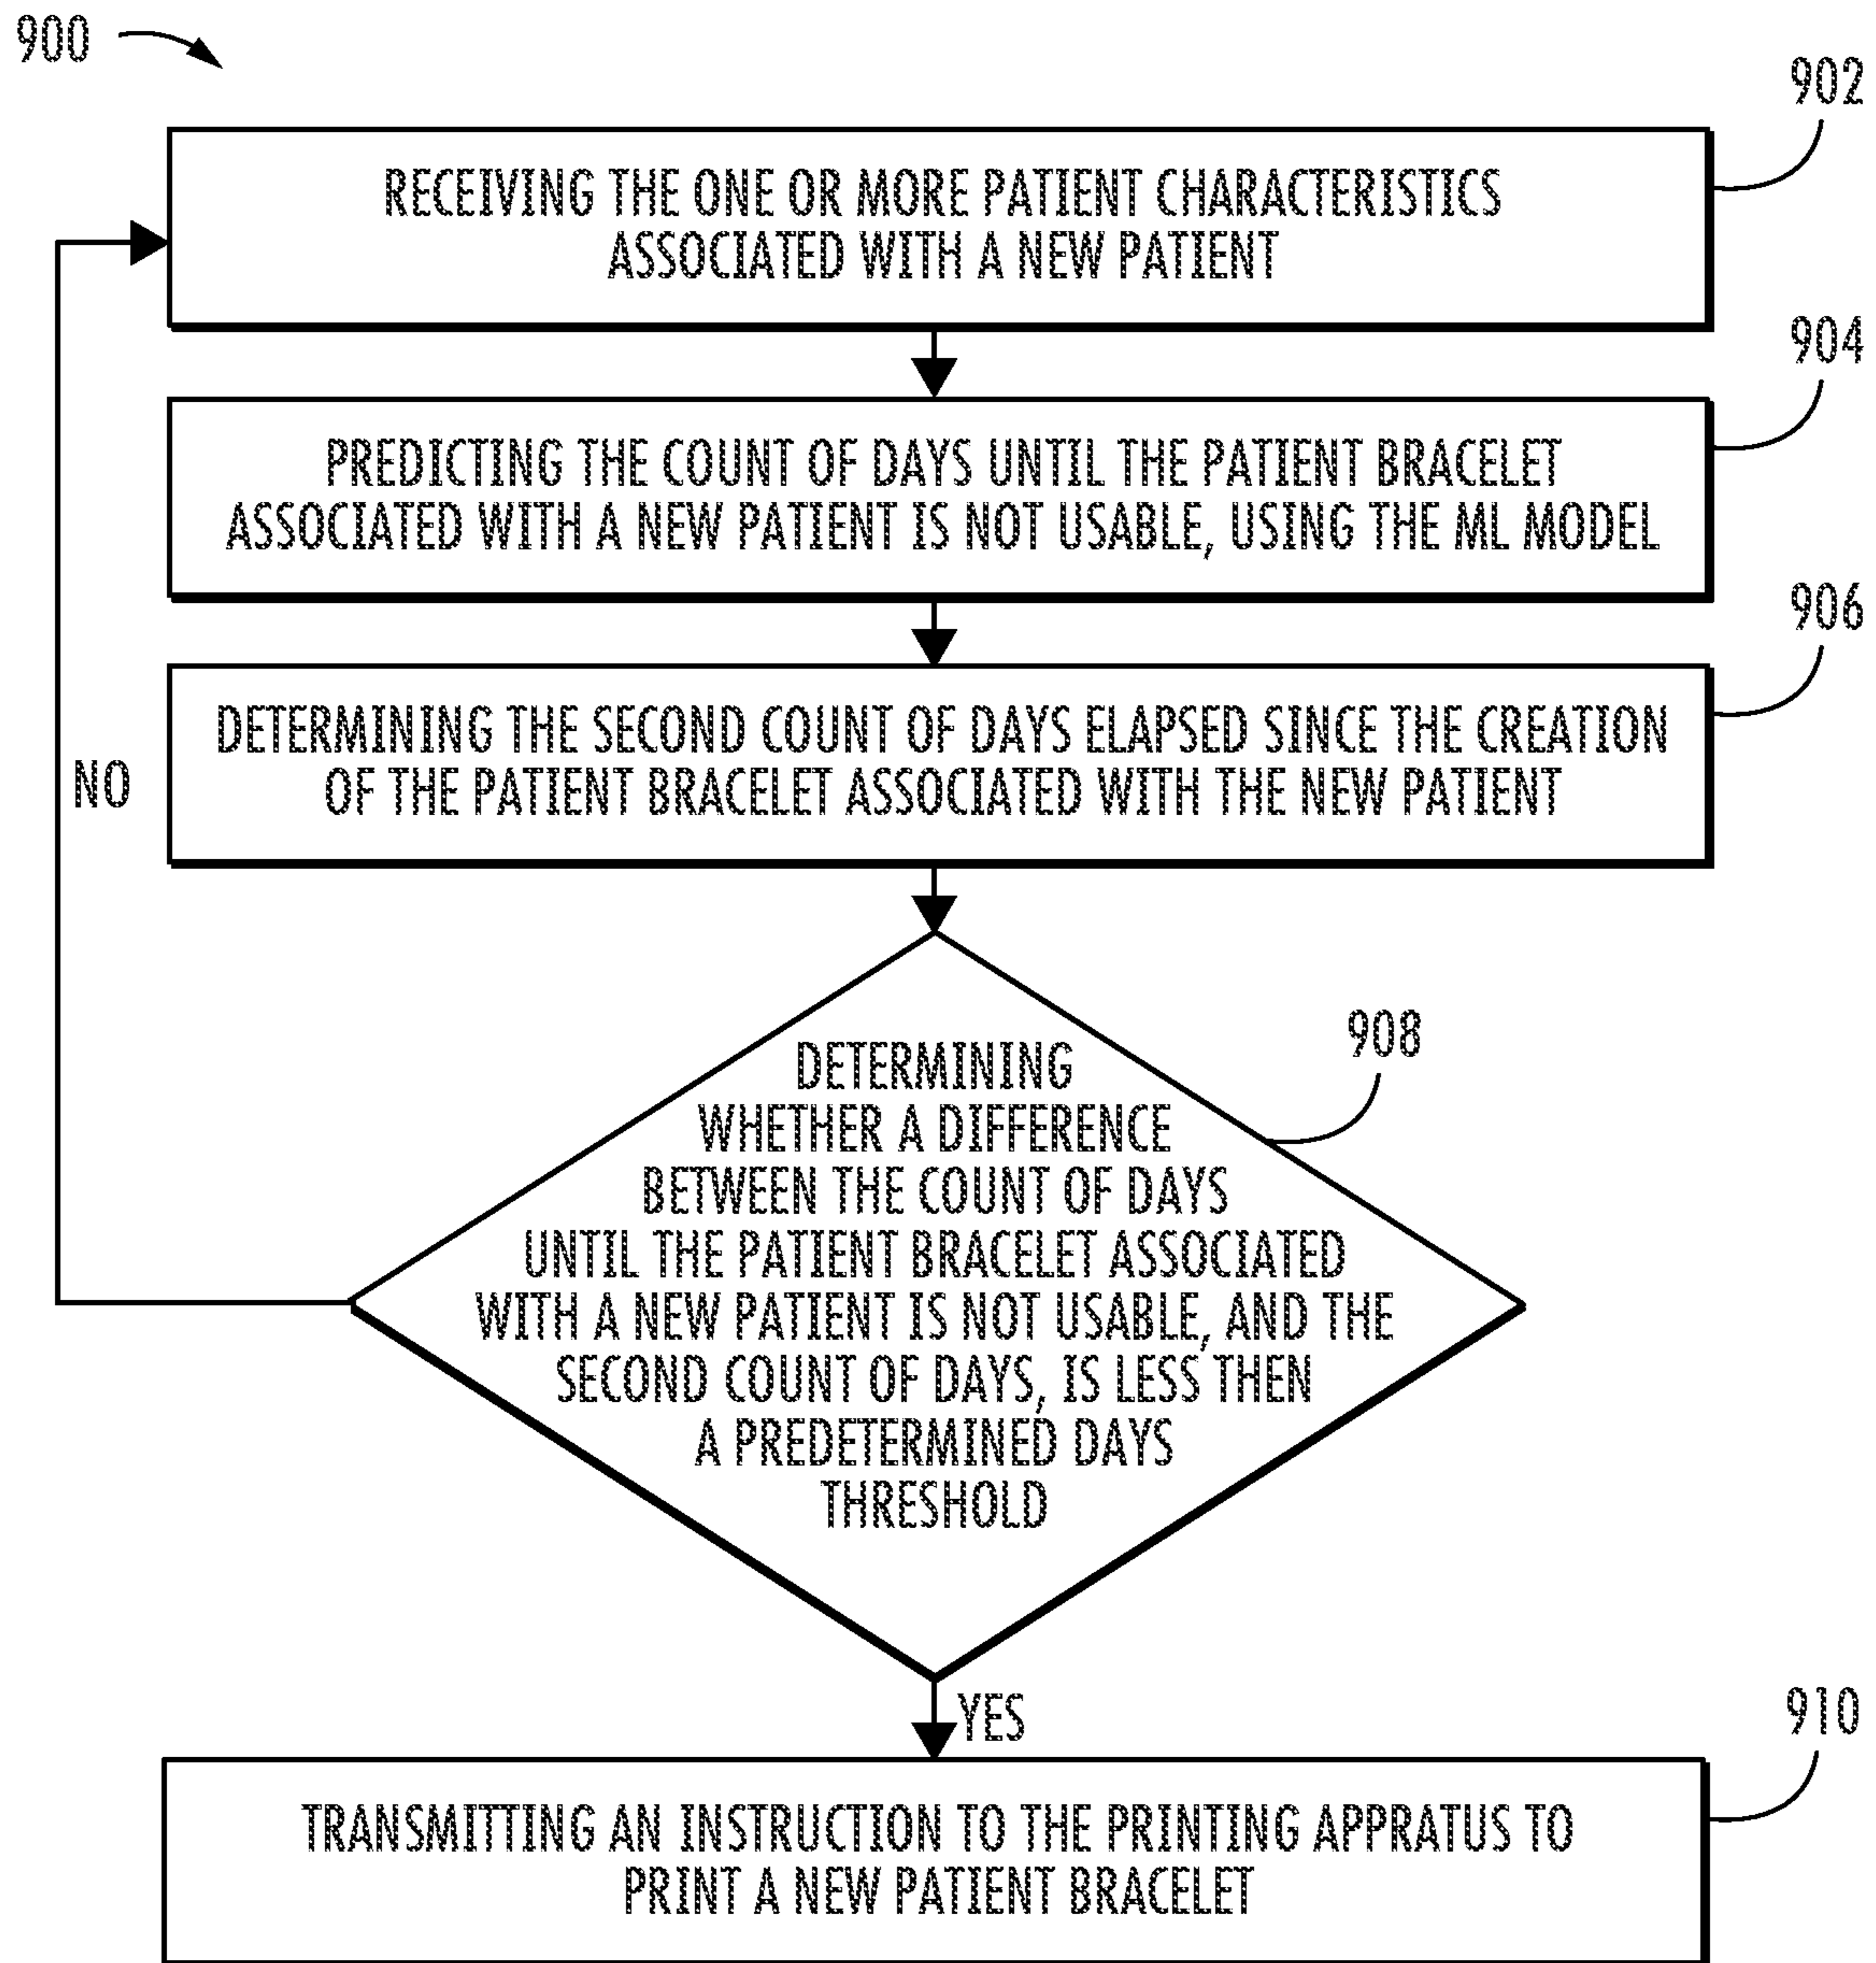 900
902
RECEIVING THE ONE OR MORE PATIENT CHARACTERISTICS
ASSOCIATED WITH A NEW PATIENT
904
PREDICTING THE COUNT OF DAYS UNTIL THE PATIENT BRACELET
ASSOCIATED WITH A NEW PATIENT IS NOT USABLE, USING THE ML MODEL
906
DETERMINING THE SECOND COUNT OF DAYS ELAPSED SINCE THE CREATION
OF THE PATIENT BRACELET ASSOCIATED WITH THE NEW PATIENT
NO
908
DETERMINING
WHETHER A DIFFERENCE
BETWEEN THE COUNT OF DAYS
UNTIL THE PATIENT BRACELET ASSOCIATED
WITH A NEW PATIENT IS NOT USABLE, AND THE
SECOND COUNT OF DAYS, IS LESS THEN
A PREDETERMINED DAYS
THRESHOLD
YES
910
TRANSMITTING AN INSTRUCTION TO THE PRINTING APPRATUS TO
PRINT A NEW PATIENT BRACELET